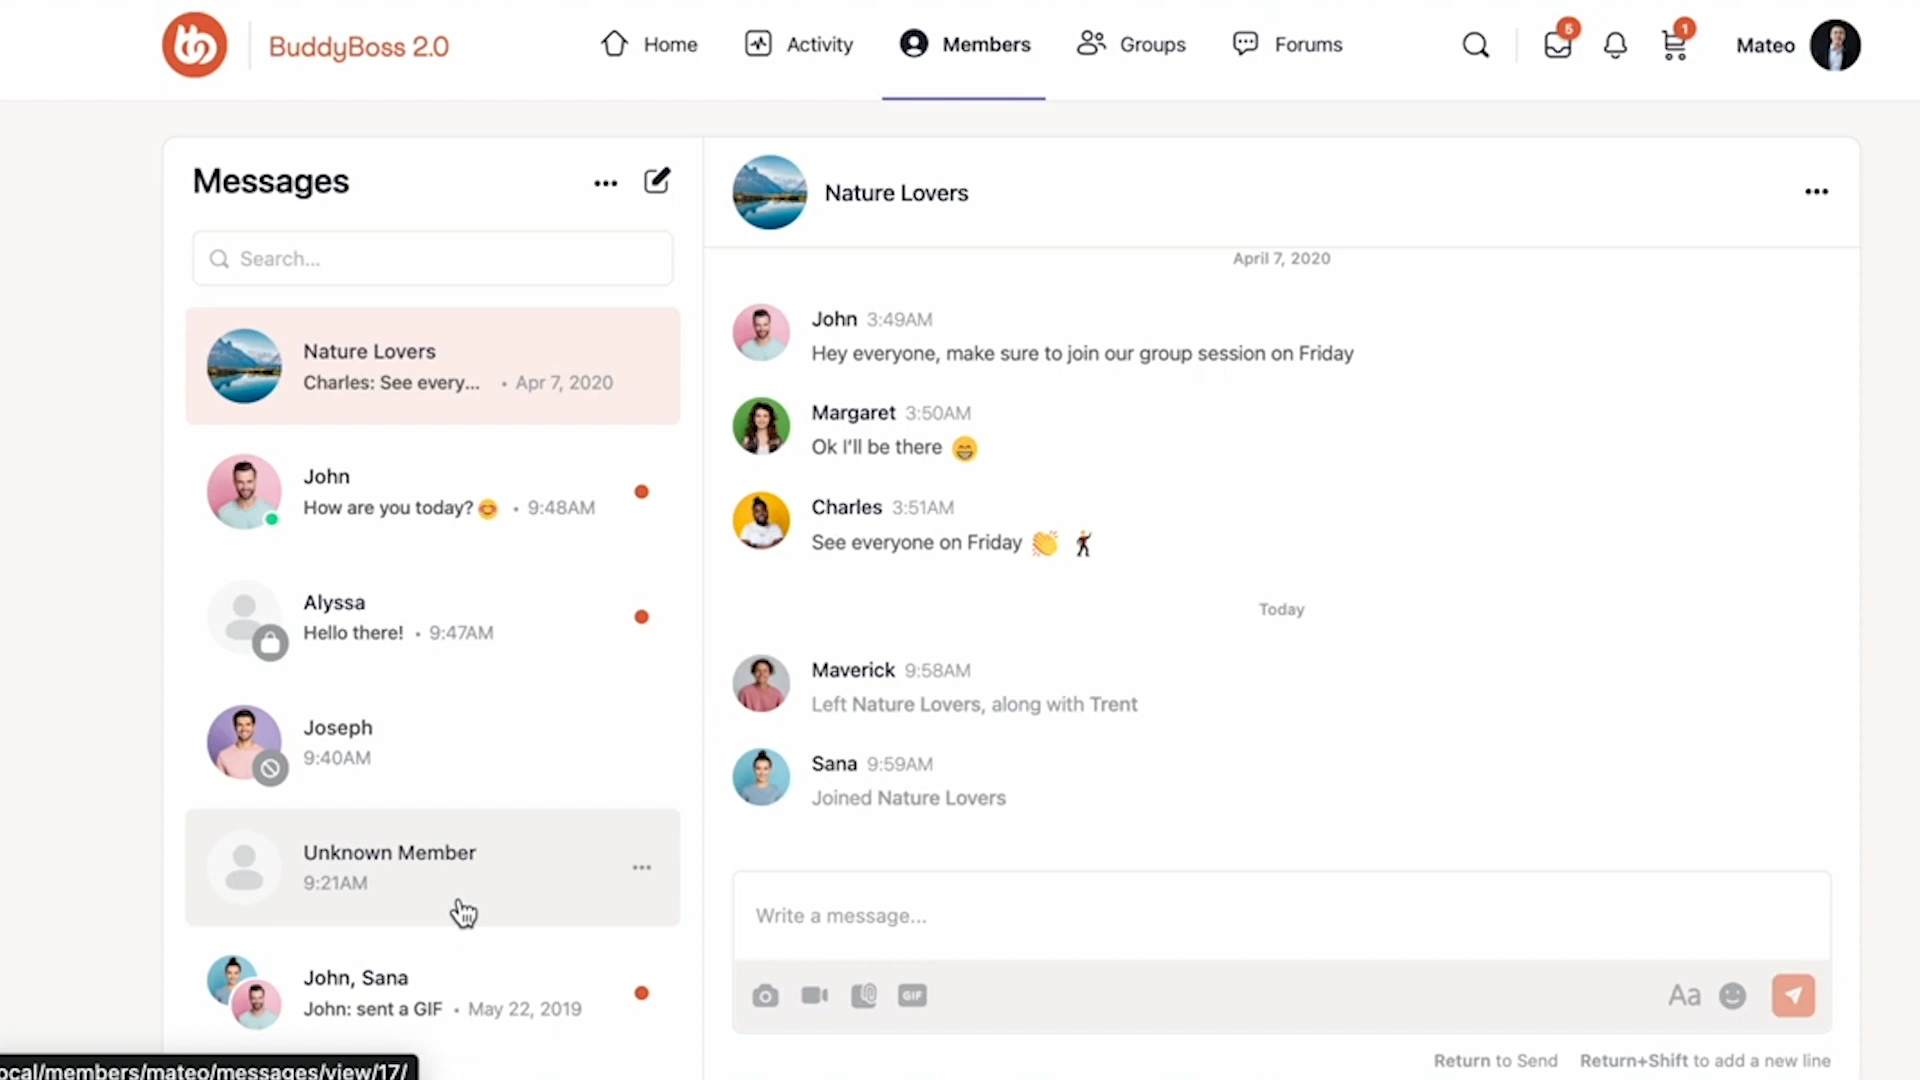 BuddyBoss 2.0
Home
Activity
Members
Groups
Forums
5
1
Mateo
Messages
Search...
Nature Lovers
Charles: See every... • Apr 7, 2020
John
How are you today? 😊 • 9:48AM
Alyssa
Hello there! • 9:47AM
Joseph
9:40AM
Unknown Member
9:21AM
John, Sana
John: sent a GIF • May 22, 2019
Nature Lovers
April 7, 2020
John 3:49AM
Hey everyone, make sure to join our group session on Friday
Margaret 3:50AM
Ok I'll be there 😁
Charles 3:51AM
See everyone on Friday 👏 🕺
Today
Maverick 9:58AM
Left Nature Lovers, along with Trent
Sana 9:59AM
Joined Nature Lovers
Write a message...
GIF
Aa
Return to Send Return+Shift to add a new line
ocal/members/mateo/messages/view/17/